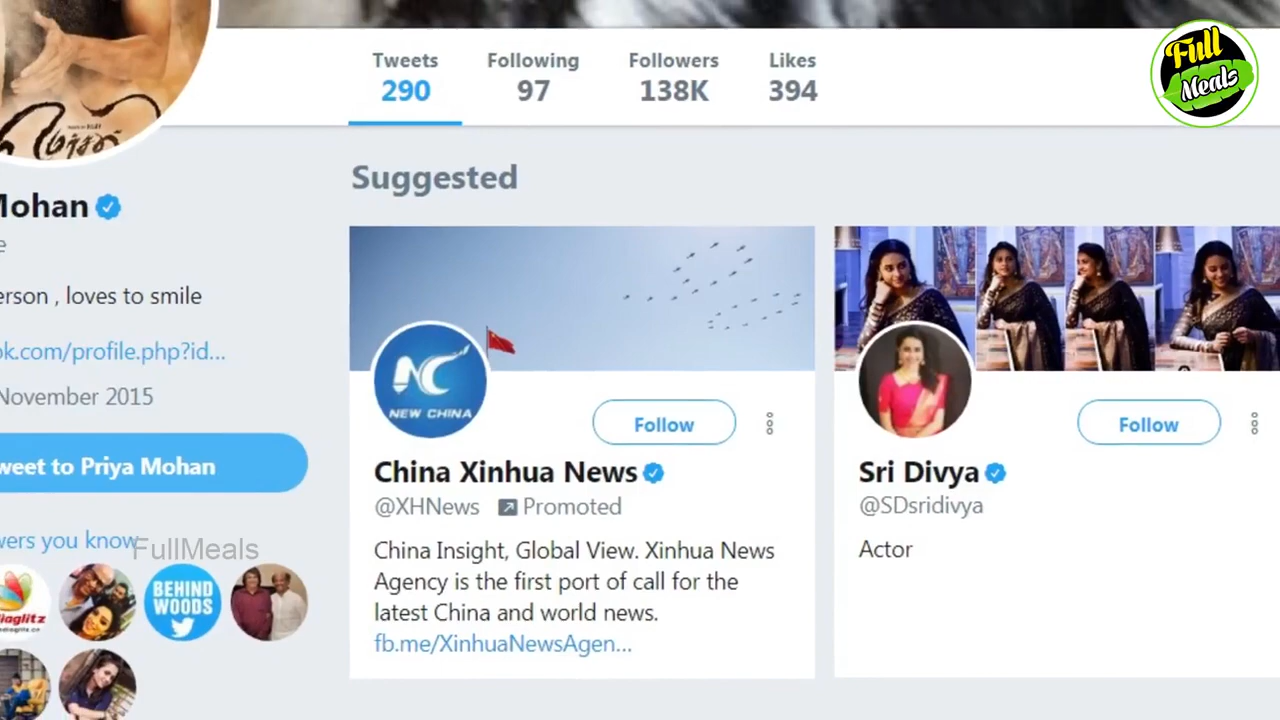 Full
Meals
Tweets
290
Following
97
Followers
138K
Likes
394
மெர்சல்
Mohan
e
erson , loves to smile
ok.com/profile.php?id...
November 2015
weet to Priya Mohan
wers you know
FullMeals
BEHIND
WOODS
Suggested
NEW CHINA
Follow
China Xinhua News
@XHNews
Promoted
China Insight, Global View. Xinhua News
Agency is the first port of call for the
latest China and world news.
fb.me/XinhuaNewsAgen...
Follow
Sri Divya
@SDsridivya
Actor